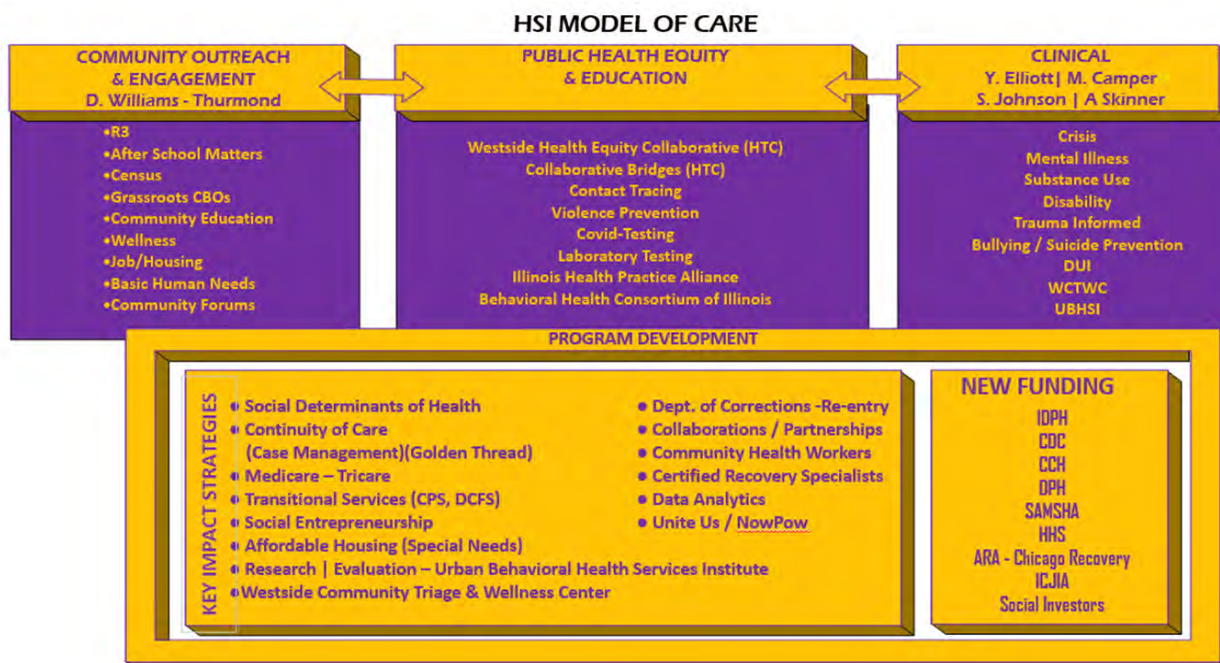 HSI MODEL OF CARE
COMMUNITY OUTREACH
& ENGAGEMENT
D. Williams - Thurmond
•R3
•After School Matters
•Census
•Grassroots CBOs
•Community Education
•Wellness
•Job/Housing
•Basic Human Needs
•Community Forums
PUBLIC HEALTH EQUITY
& EDUCATION
Westside Health Equity Collaborative (HTC)
Collaborative Bridges (HTC)
Contact Tracing
Violence Prevention
Covid-Testing
Laboratory Testing
Illinois Health Practice Alliance
Behavioral Health Consortium of Illinois
CLINICAL
Y. Elliott| M. Camper
S. Johnson | A Skinner
Crisis
Mental Illness
Substance Use
Disability
Trauma Informed
Bullying / Suicide Prevention
DUI
WCTWC
UBHSI
PROGRAM DEVELOPMENT
KEY IMPACT STRATEGIES
• Social Determinants of Health
• Continuity of Care
(Case Management)(Golden Thread)
• Medicare – Tricare
• Transitional Services (CPS, DCFS)
• Social Entrepreneurship
• Affordable Housing (Special Needs)
• Research | Evaluation – Urban Behavioral Health Services Institute
• Westside Community Triage & Wellness Center
• Dept. of Corrections -Re-entry
• Collaborations / Partnerships
• Community Health Workers
• Certified Recovery Specialists
• Data Analytics
• Unite Us / NowPow
NEW FUNDING
IDPH
CDC
CCH
DPH
SAMSHA
HHS
ARA - Chicago Recovery
ICJIA
Social Investors